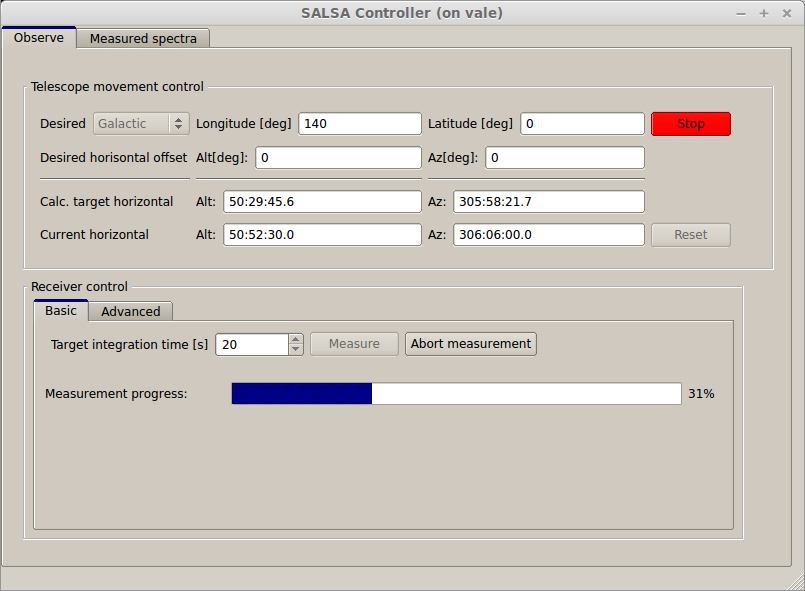 SALSA Controller (on vale)
Observe Measured spectra
Telescope movement control
Desired Galactic Longitude [deg] 140 Latitude [deg] 0 Stop
Desired horisontal offset Alt[deg]: 0 Az[deg]: 0
Calc. target horizontal Alt: 50:29:45.6 Az: 305:58:21.7
Current horizontal Alt: 50:52:30.0 Az: 306:06:00.0 Reset
Receiver control
Basic Advanced
Target integration time [s] 20 Measure Abort measurement
Measurement progress: 31%